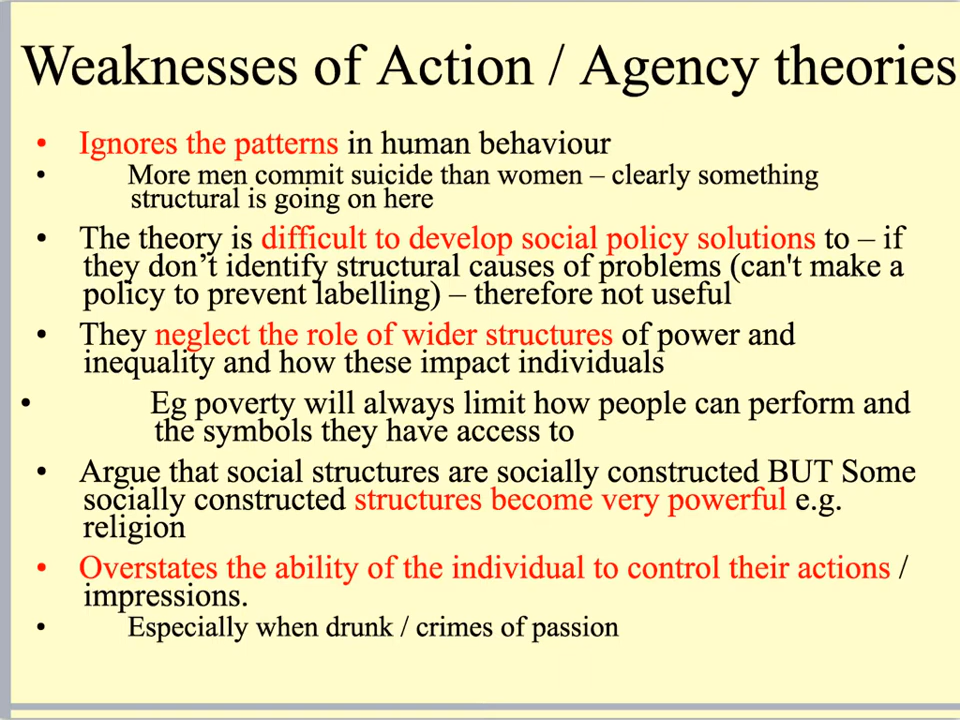 Weaknesses of Action / Agency theories
• Ignores the patterns in human behaviour
• More men commit suicide than women – clearly something
structural is going on here
• The theory is difficult to develop social policy solutions to – if
they don’t identify structural causes of problems (can't make a
policy to prevent labelling) – therefore not useful
• They neglect the role of wider structures of power and
inequality and how these impact individuals
• Eg poverty will always limit how people can perform and
the symbols they have access to
• Argue that social structures are socially constructed BUT Some
socially constructed structures become very powerful e.g.
religion
• Overstates the ability of the individual to control their actions /
impressions.
• Especially when drunk / crimes of passion